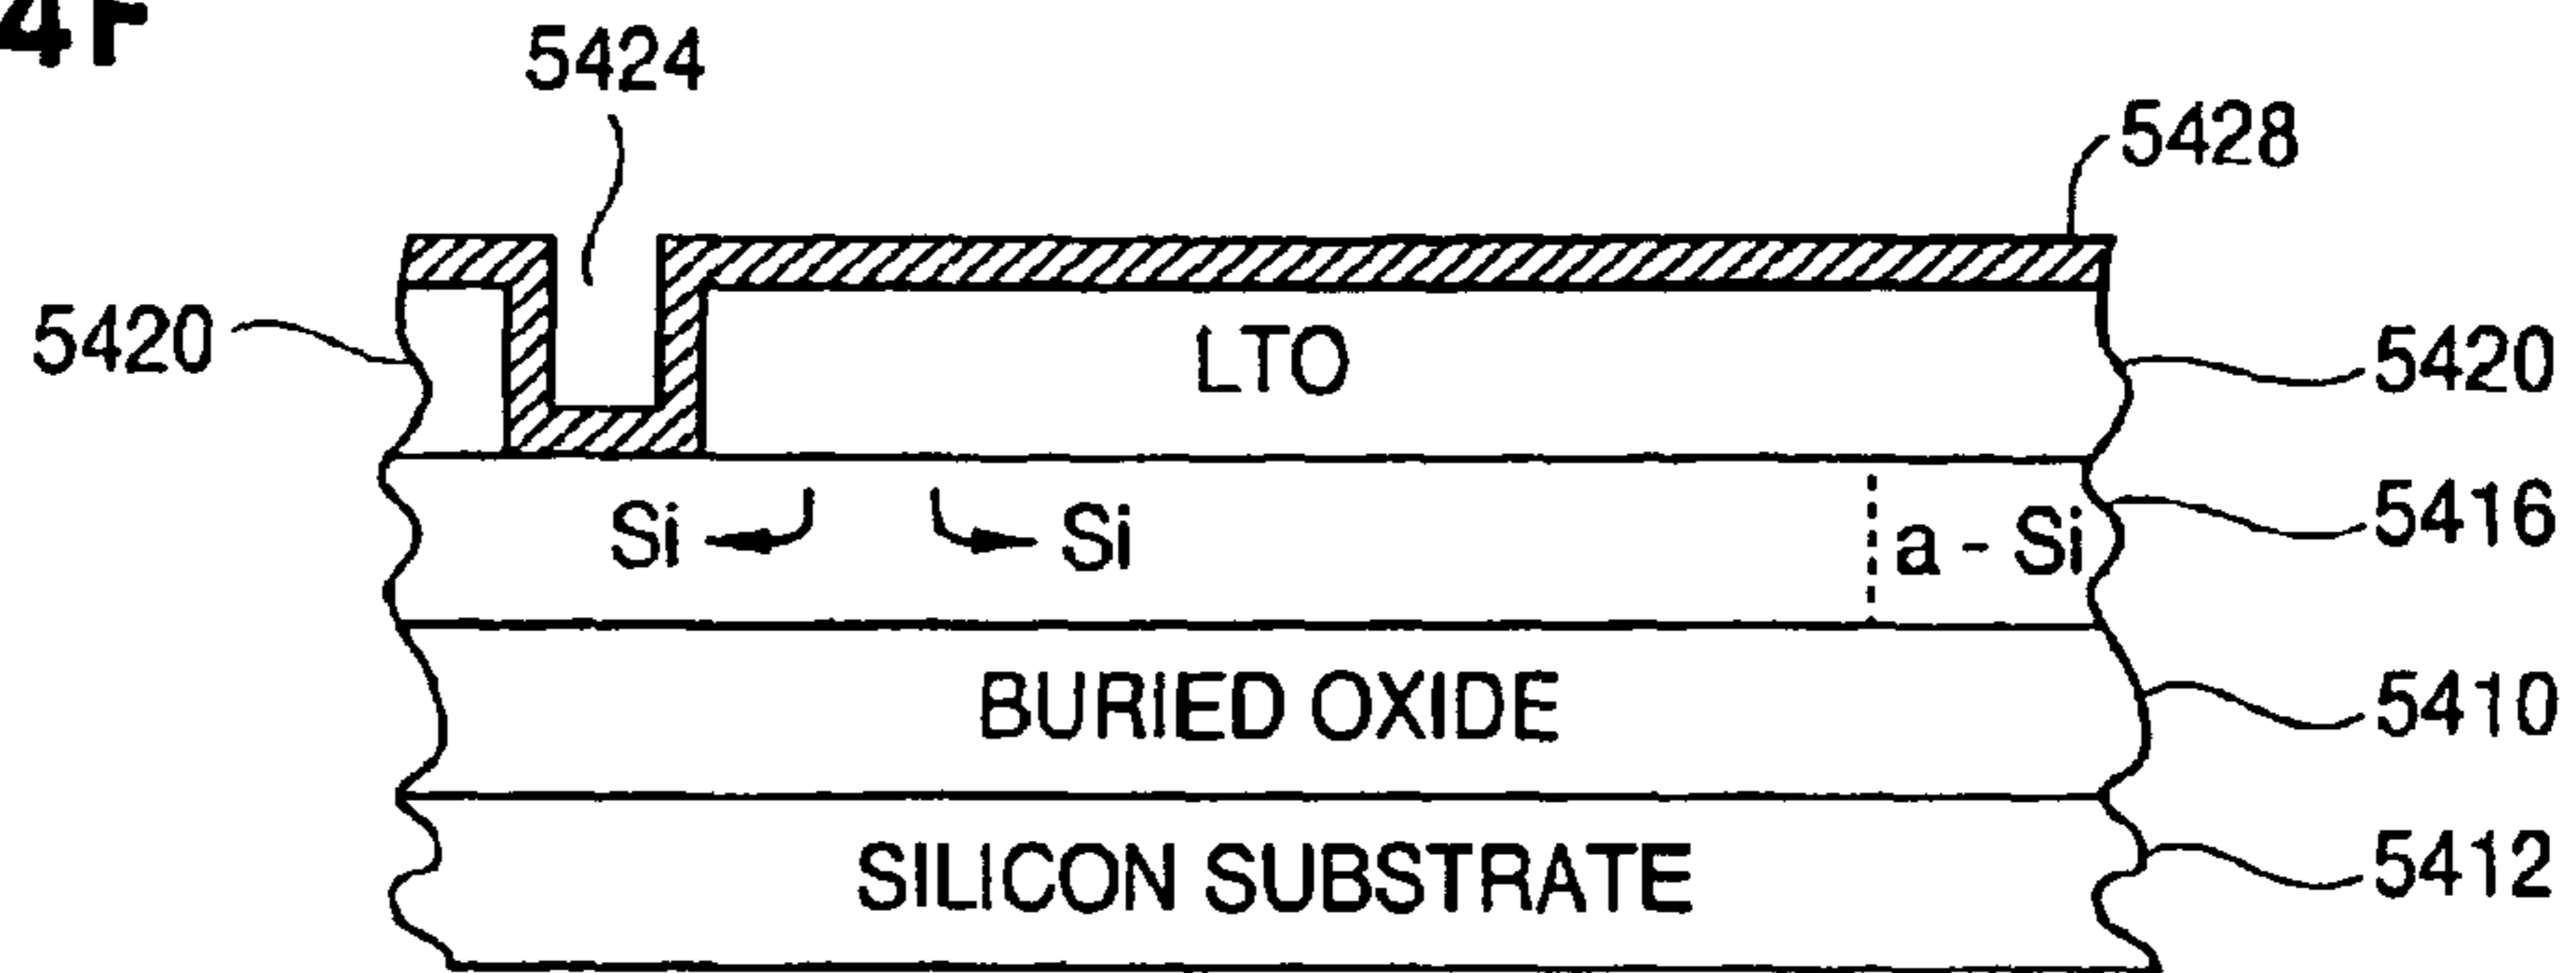 4F
5424
5428
5420
LTO
5420
Si
Si
a - Si
5416
BURIED OXIDE
5410
SILICON SUBSTRATE
5412